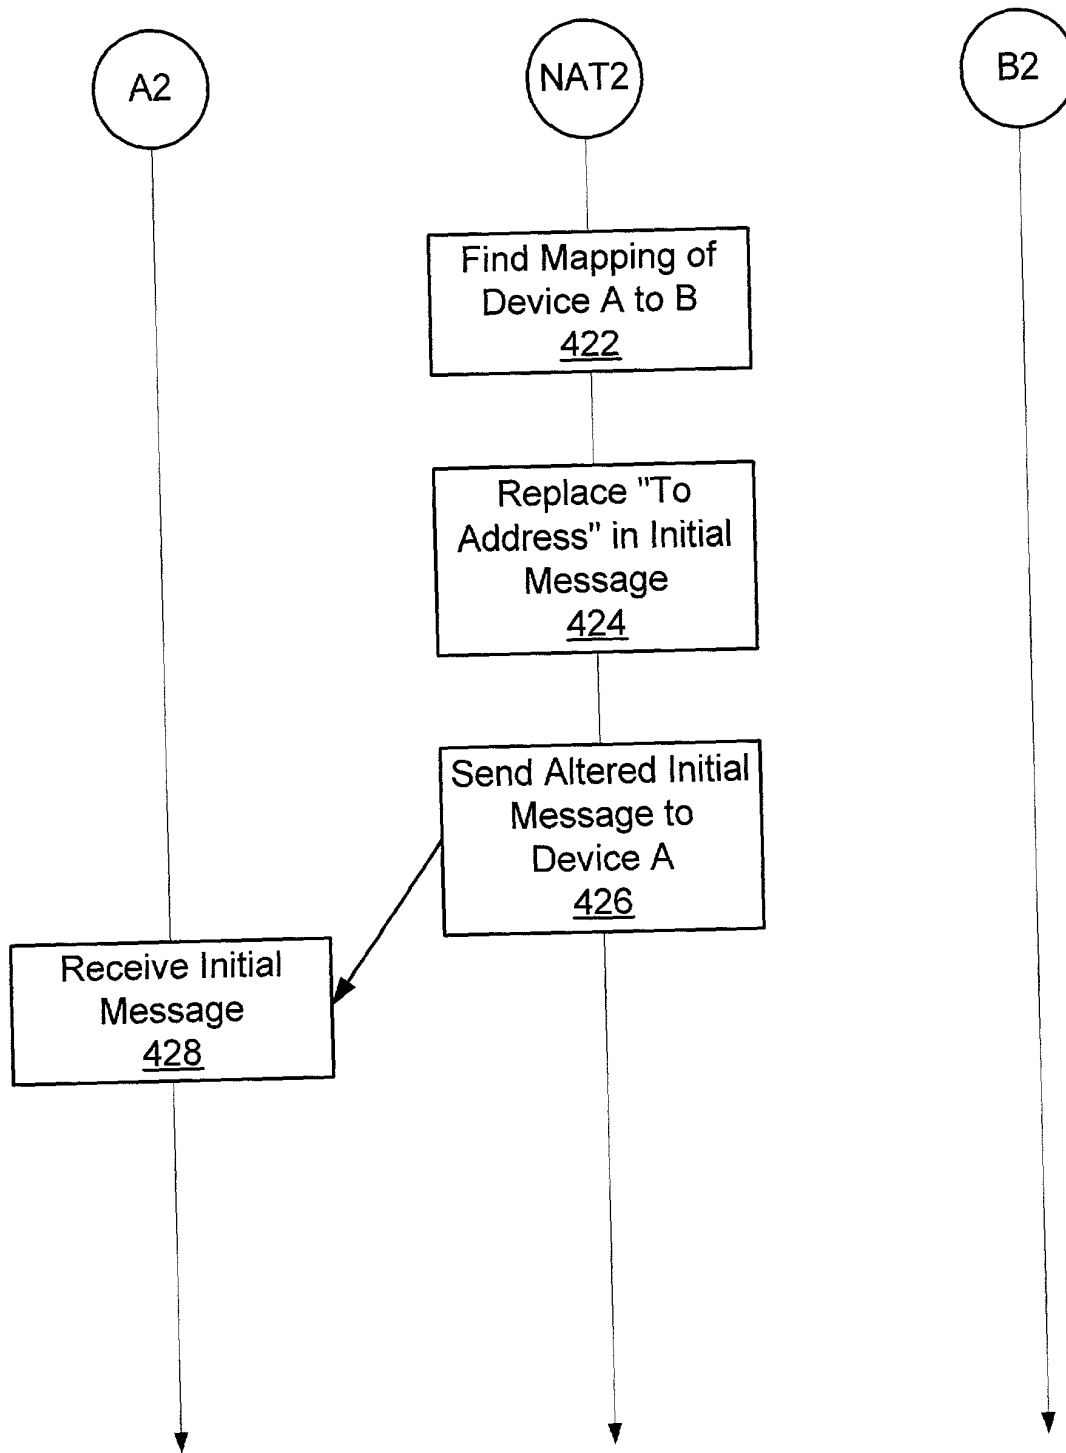 A2
NAT2
B2
Find Mapping of
Device A to B
422
Replace "To
Address" in Initial
Message
424
Send Altered Initial
Message to
Device A
426
Receive Initial
Message
428